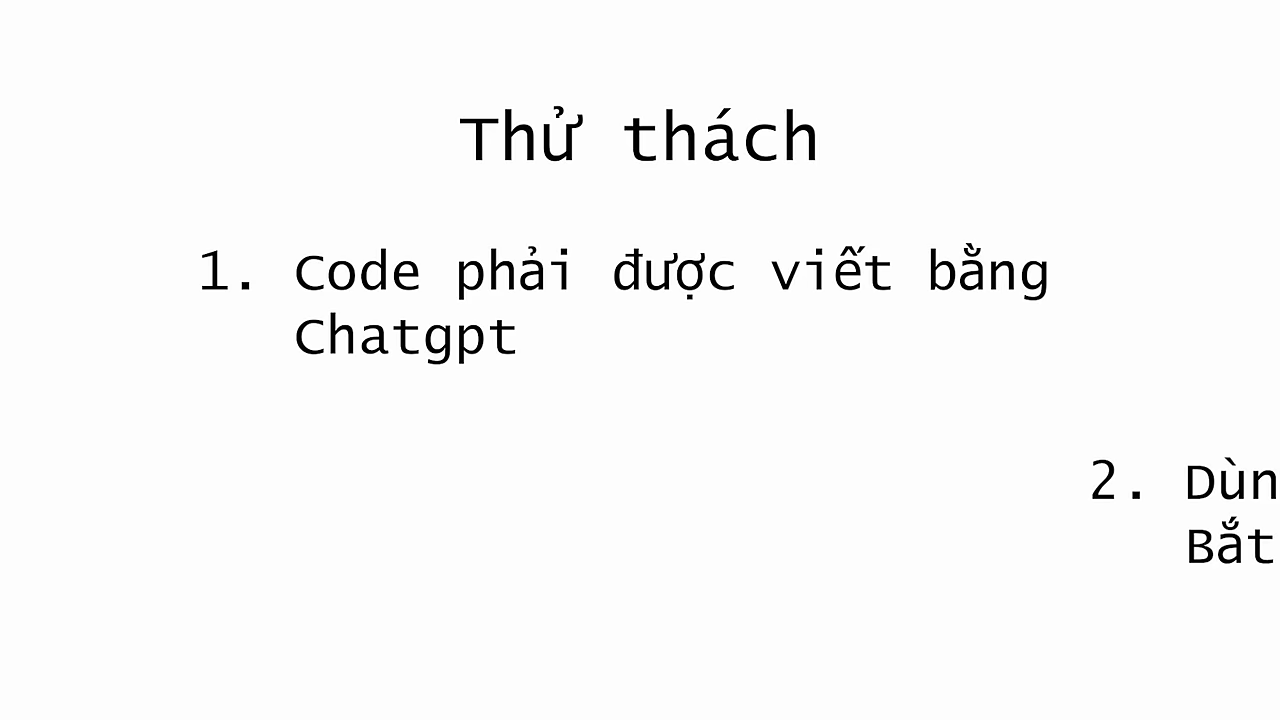 Thử thách
1. Code phải được viết bằng
Chatgpt
2. Dùn
Bắt